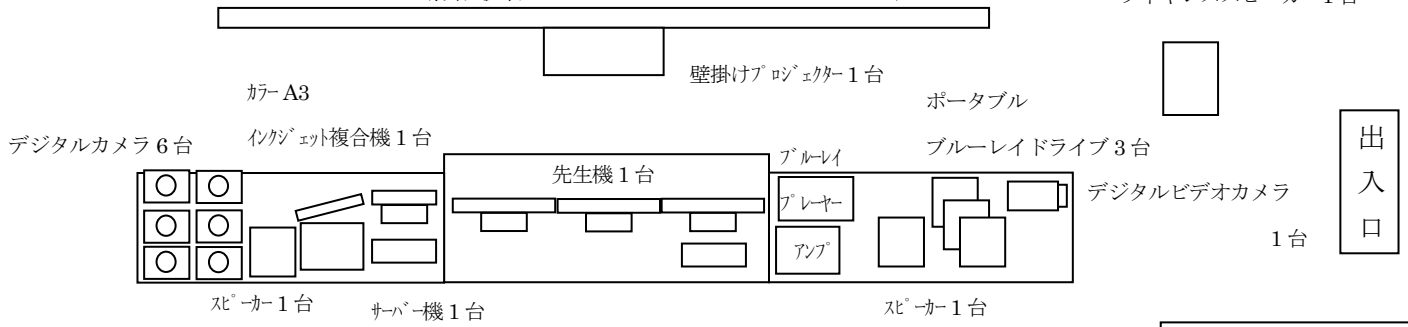 壁掛けプロジェクター1台
カラーA3
ポータブル
インクジェット複合機1台
デジタルカメラ6台
ブルーレイドライブ3台
出入口
ブルーレイ
先生機1台
プレーヤー
デジタルビデオカメラ
1台
アンプ
スピーカー1台
サーバー機1台
スピーカー1台